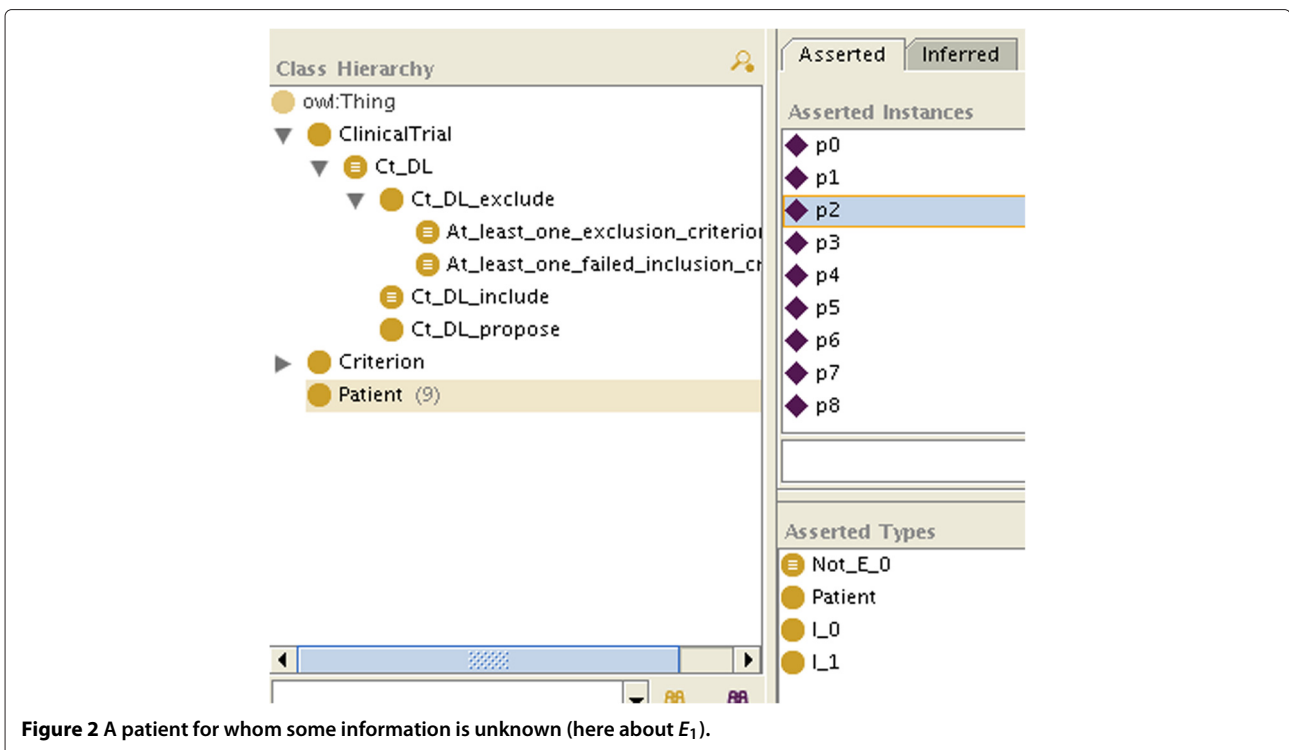 Class Hierarchy
owl:Thing
ClinicalTrial
Ct_DL
Ct_DL_exclude
At_least_one_exclusion_criterio
At_least_one_failed_inclusion_cr
Ct_DL_include
Ct_DL_propose
Criterion
Patient (9)
Asserted Inferred
Asserted Instances
p0
p1
p2
p3
p4
p5
p6
p7
p8
Asserted Types
Not_E_0
Patient
I_0
I_1
Figure 2 A patient for whom some information is unknown (here about E1).